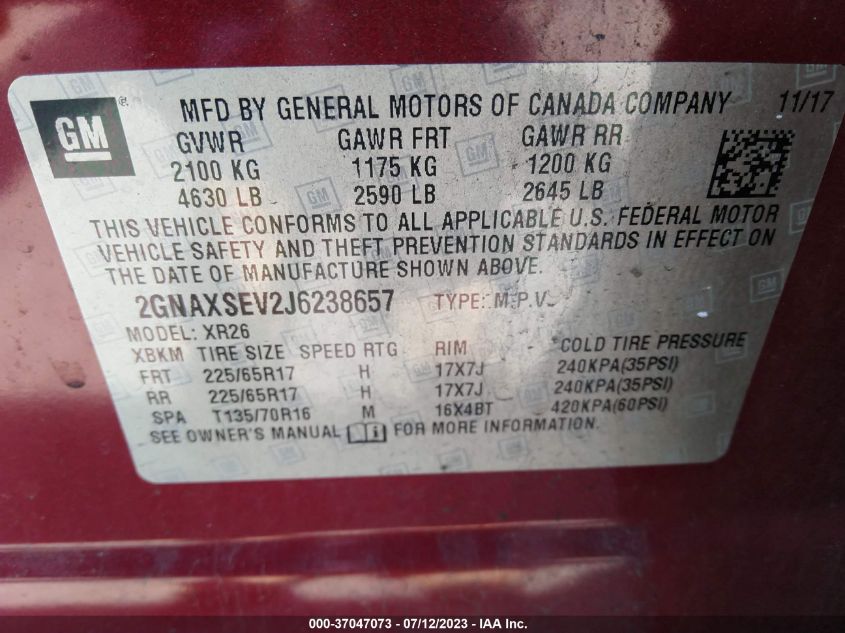 GM
®
MFD BY GENERAL MOTORS OF CANADA COMPANY 11/17
GVWR GAWR FRT GAWR RR
2100 KG 1175 KG 1200 KG
4630 LB 2590 LB 2645 LB
THIS VEHICLE CONFORMS TO ALL APPLICABLE U.S. FEDERAL MOTOR
VEHICLE SAFETY AND THEFT PREVENTION STANDARDS IN EFFECT ON
THE DATE OF MANUFACTURE SHOWN ABOVE.
2GNAXSEV2J6238657 TYPE: M.P.V.
MODEL: XR26
XBKM TIRE SIZE SPEED RTG RIM COLD TIRE PRESSURE
FRT 225/65R17 H 17X7J 240KPA(35PSI)
RR 225/65R17 H 17X7J 240KPA(35PSI)
SPA T135/70R16 M 16X4BT 420KPA(60PSI)
SEE OWNER'S MANUAL FOR MORE INFORMATION.
000-37047073 - 07/12/2023 - IAA Inc.